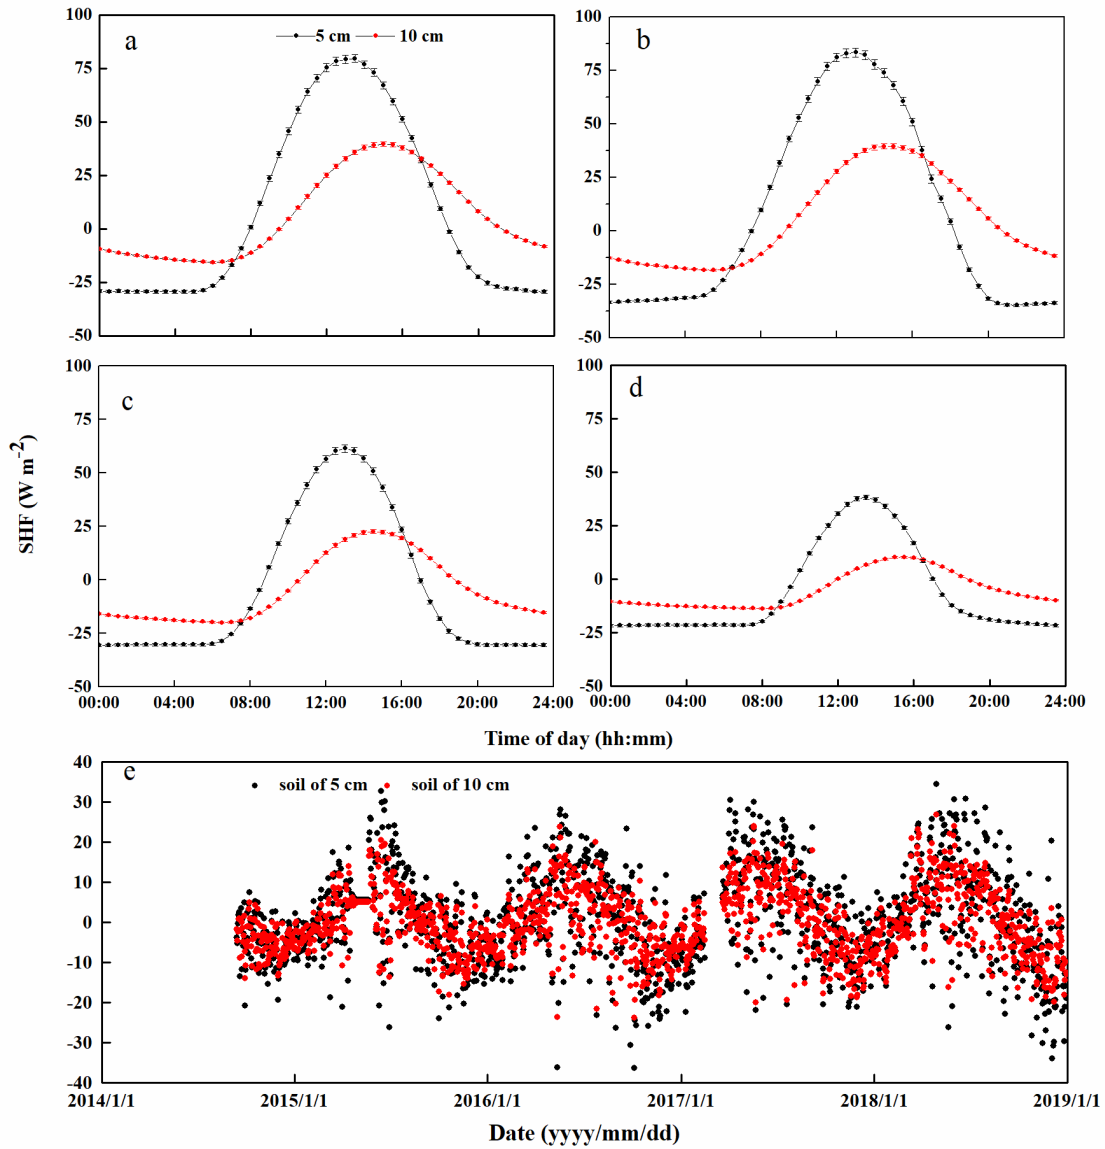 a
5 cm 10 cm
100
75
50
25
0
-25
-50
b
100
75
50
25
0
-25
-50
c
100
75
50
25
0
-25
-50
00:00 08:00 12:00 16:00 20:00 24:00
d
100
75
50
25
0
-25
-50
00:00 04:00 08:00 12:00 16:00 20:00 24:00
SHF (W m⁻²)
Time of day (hh:mm)
e
soil of 5 cm soil of 10 cm
40
30
20
10
0
-10
-20
-30
-40
2014/1/1 2015/1/1 2016/1/1 2017/1/1 2018/1/1 2019/1/1
Date (yyyy/mm/dd)